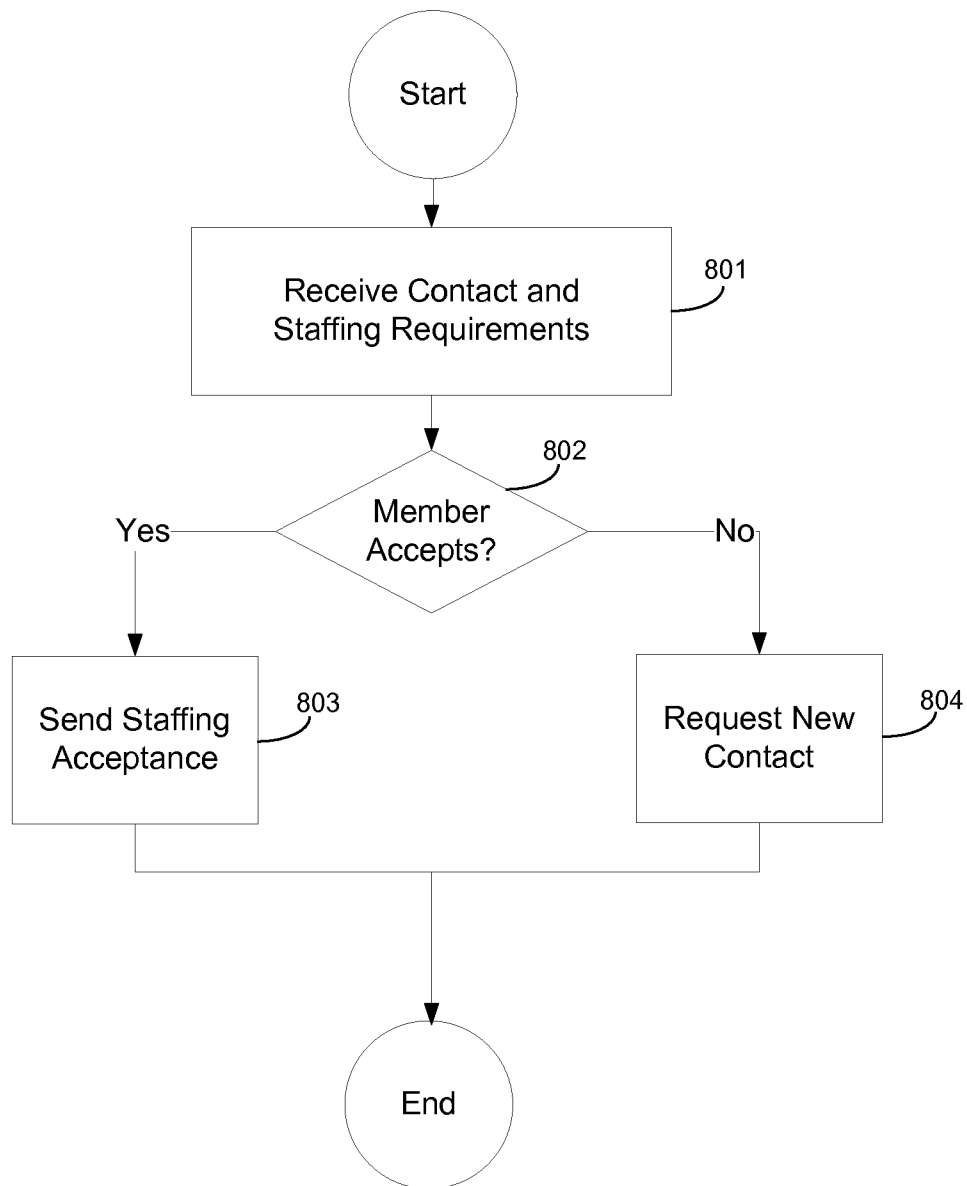 Start
Receive Contact and
Staffing Requirements
801
802
Member
Accepts?
Yes
No
Send Staffing
Acceptance
803
Request New
Contact
804
End